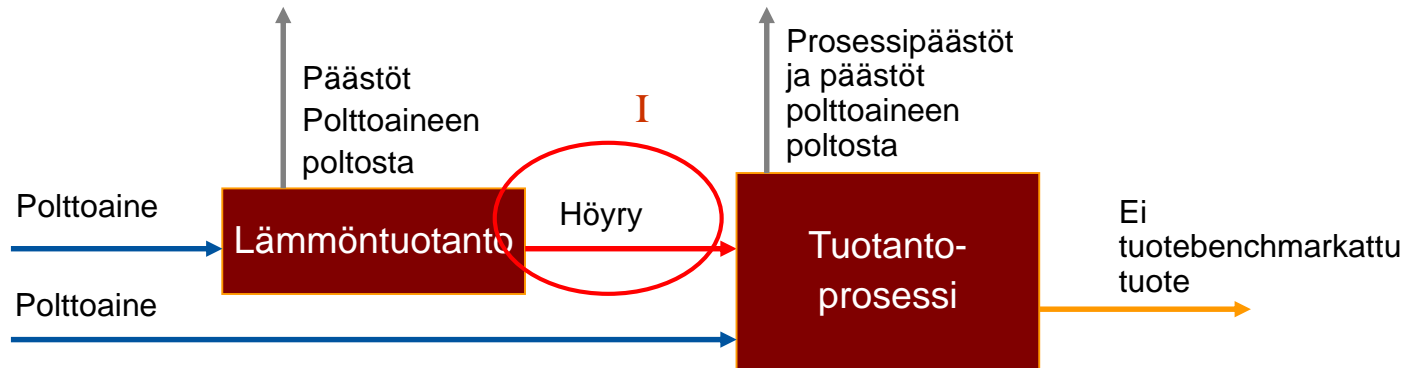 Päästöt
Polttoaineen
poltosta
I
Prosessipäästöt
ja päästöt
polttoaineen
poltosta
Polttoaine
Lämmöntuotanto
Höyry
Tuotanto-
prosessi
Ei
tuotebenchmarkattu
tuote
Polttoaine